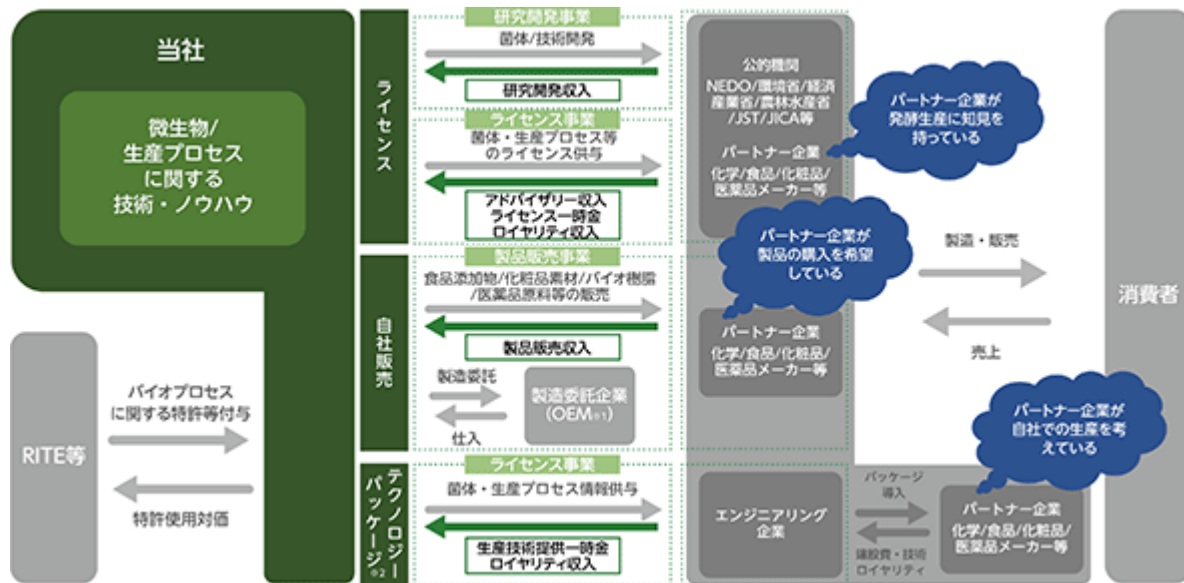 当社
微生物/
生産プロセス
に関する
技術・ノウハウ
RITE等
バイオプロセス
に関する特許等付与
特許使用対価
ライセンス
研究開発事業
菌体/技術開発
研究開発収入
ライセンス事業
菌体・生産プロセス等
のライセンス供与
アドバイザリー収入
ライセンス一時金
ロイヤリティ収入
自社販売
製品販売事業
食品添加物/化粧品素材/バイオ樹脂
/医薬品原料等の販売
製品販売収入
製造委託
仕入
製造委託企業
(OEM※1)
テクノロジー
パッケージ※2
ライセンス事業
菌体・生産プロセス情報供与
生産技術提供一時金
ロイヤリティ収入
公的機関
NEDO/環境省/経済
産業省/農林水産省
/JST/JICA等
パートナー企業
化学/食品/化粧品/
医薬品メーカー等
パートナー企業が
発酵生産に知見を
持っている
パートナー企業が
製品の購入を希望
している
パートナー企業
化学/食品/化粧品/
医薬品メーカー等
製造・販売
売上
消費者
パートナー企業が
自社での生産を考
えている
エンジニアリング
企業
パッケージ
導入
建設費・技術
ロイヤリティ
パートナー企業
化学/食品/化粧品/
医薬品メーカー等